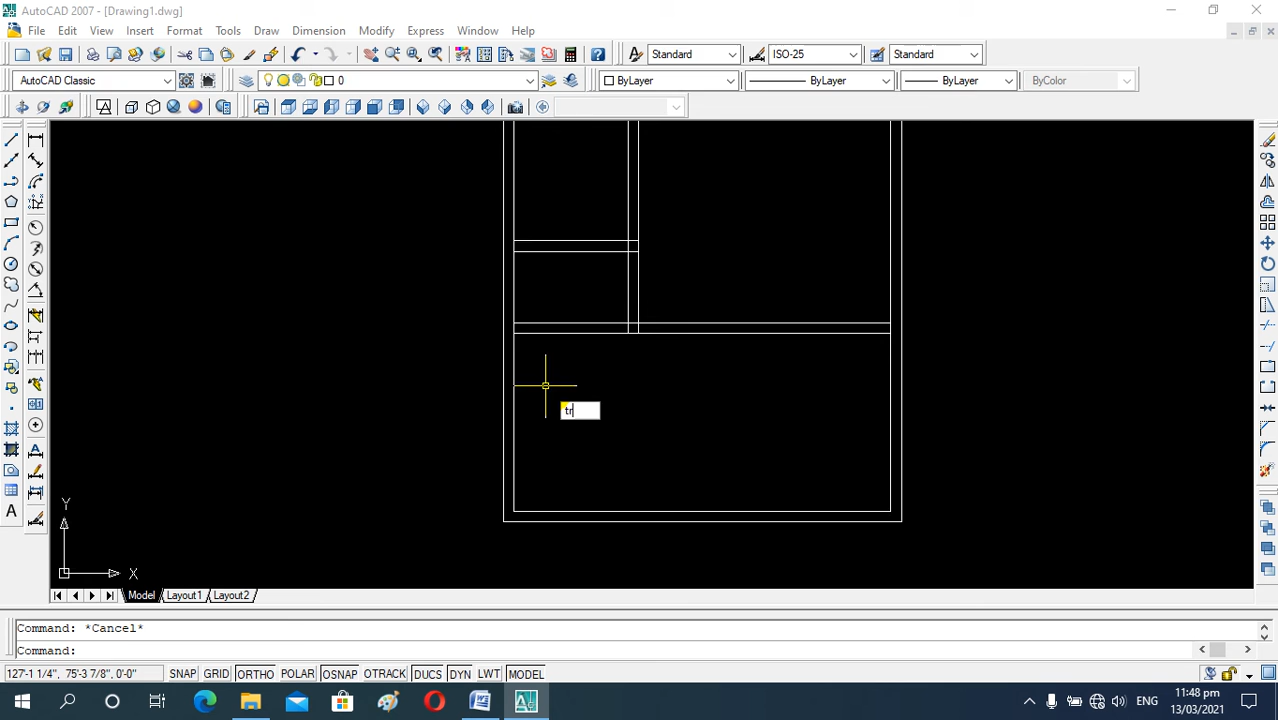 AutoCAD 2007 - [Drawing1.dwg]
File Edit View Insert Format Tools Draw Dimension Modify Express Window Help
Standard ISO-25 Standard
AutoCAD Classic 0 ByLayer ByLayer ByLayer ByColor
tr
Y
X
A
Model Layout1 Layout2
Command: *Cancel*
Command:
127'-1 1/4", 75'-3 7/8", 0'-0" SNAP GRID ORTHO POLAR OSNAP OTRACK DUCS DYN LWT MODEL
ENG
11:48 pm
13/03/2021